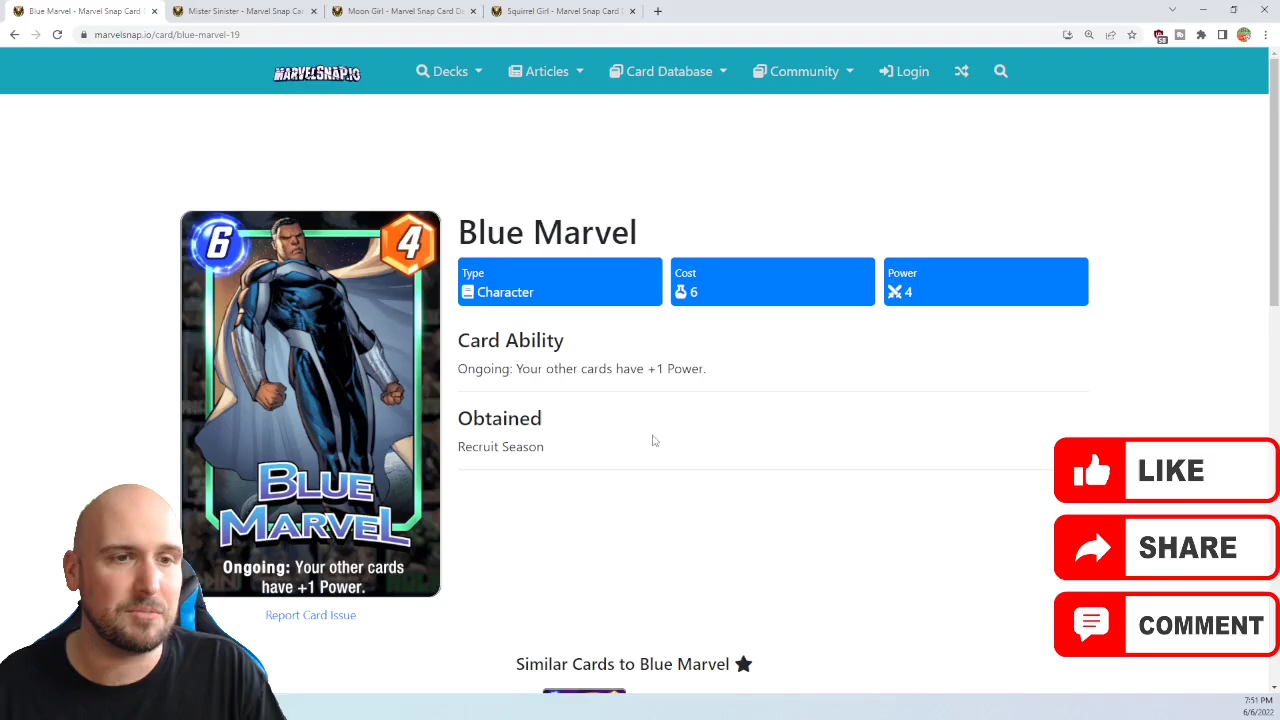 Blue Marvel - Marvel Snap Card
Mister Sinister - Marvel Snap Car
Moon Girl - Marvel Snap Card Da
Squirrel Girl - Marvel Snap Card
marvelsnap.io/card/blue-marvel-19
58
MARVELSNAP.IO
Decks
Articles
Card Database
Community
Login
6
4
Blue Marvel
Type
Character
Cost
6
Power
4
Card Ability
Ongoing: Your other cards have +1 Power.
Obtained
Recruit Season
BLUE
MARVEL
Ongoing: Your other cards
have +1 Power.
Report Card Issue
Similar Cards to Blue Marvel
LIKE
SHARE
COMMENT
7:51 PM
6/6/2022